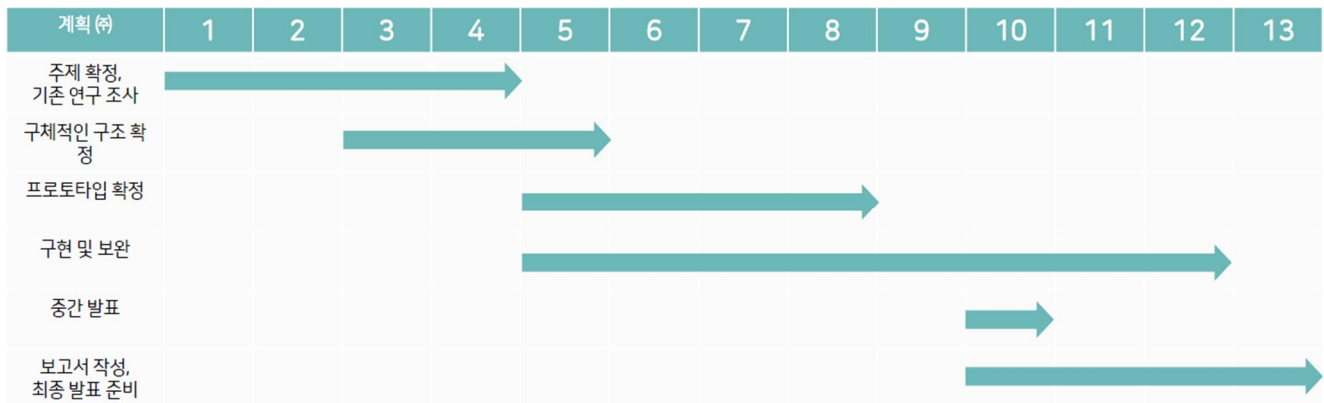 계획 ㈜ 1 2 3 4 5 6 7 8 9 10 11 12 13
주제 확정,
기존 연구 조사
구체적인 구조 확
정
프로토타입 확정
구현 및 보완
중간 발표
보고서 작성,
최종 발표 준비